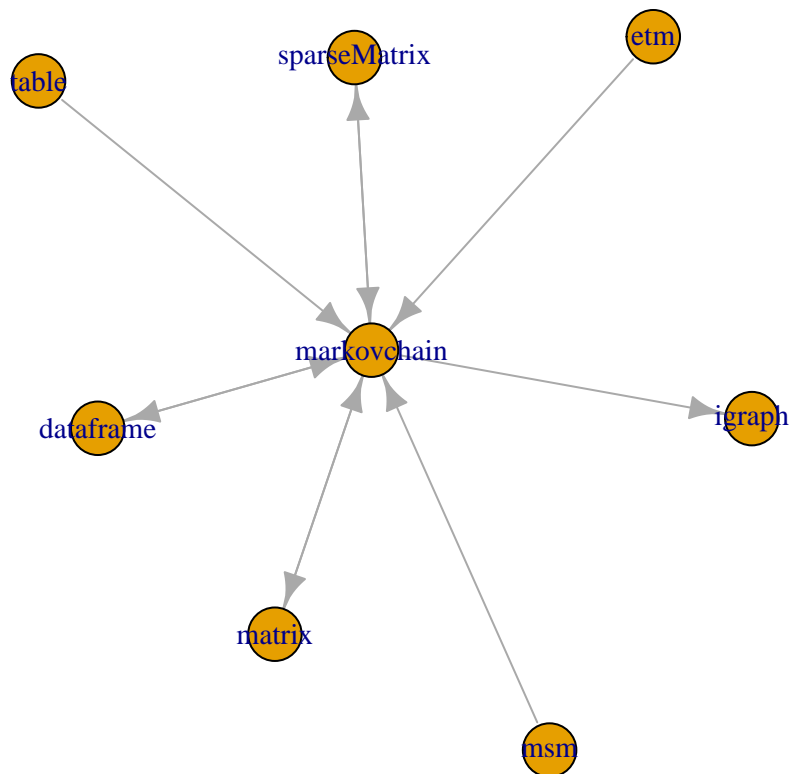 etm
sparseMatrix
table
markovchain
igraph
dataframe
matrix
msm